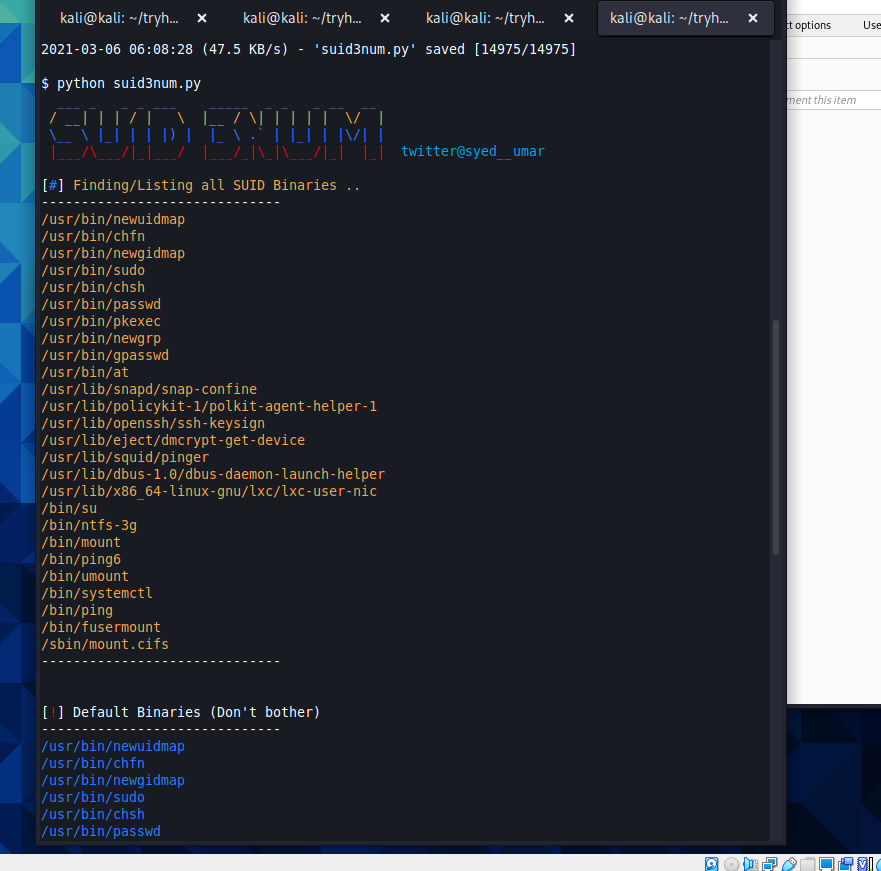 kali@kali: ~/tryh... kali@kali: ~/tryh... kali@kali: ~/tryh... kali@kali: ~/tryh...
ct options Use
ment this item
2021-03-06 06:08:28 (47.5 KB/s) - 'suid3num.py' saved [14975/14975]
$ python suid3num.py
twitter@syed__umar
[#] Finding/Listing all SUID Binaries ..
------------------------------
/usr/bin/newuidmap
/usr/bin/chfn
/usr/bin/newgidmap
/usr/bin/sudo
/usr/bin/chsh
/usr/bin/passwd
/usr/bin/pkexec
/usr/bin/newgrp
/usr/bin/gpasswd
/usr/bin/at
/usr/lib/snapd/snap-confine
/usr/lib/policykit-1/polkit-agent-helper-1
/usr/lib/openssh/ssh-keysign
/usr/lib/eject/dmcrypt-get-device
/usr/lib/squid/pinger
/usr/lib/dbus-1.0/dbus-daemon-launch-helper
/usr/lib/x86_64-linux-gnu/lxc/lxc-user-nic
/bin/su
/bin/ntfs-3g
/bin/mount
/bin/ping6
/bin/umount
/bin/systemctl
/bin/ping
/bin/fusermount
/sbin/mount.cifs
------------------------------
[!] Default Binaries (Don't bother)
------------------------------
/usr/bin/newuidmap
/usr/bin/chfn
/usr/bin/newgidmap
/usr/bin/sudo
/usr/bin/chsh
/usr/bin/passwd